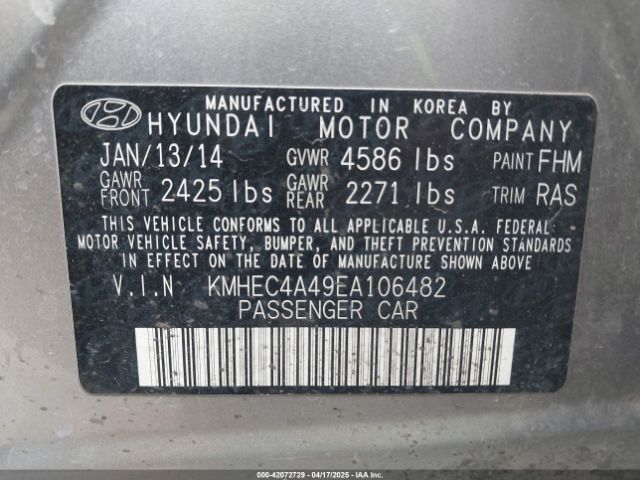 MANUFACTURED IN KOREA BY
HYUNDAI MOTOR COMPANY
JAN/13/14 GVWR 4586 lbs PAINT FHM
GAWR FRONT 2425 lbs GAWR REAR 2271 lbs TRIM RAS
THIS VEHICLE CONFORMS TO ALL APPLICABLE U.S.A. FEDERAL
MOTOR VEHICLE SAFETY, BUMPER, AND THEFT PREVENTION STANDARDS
IN EFFECT ON THE DATE OF MANUFACTURE SHOWN ABOVE
V.I.N KMHEC4A49EA106482
PASSENGER CAR
000-42072729 - 04/17/2025 - IAAI.COM